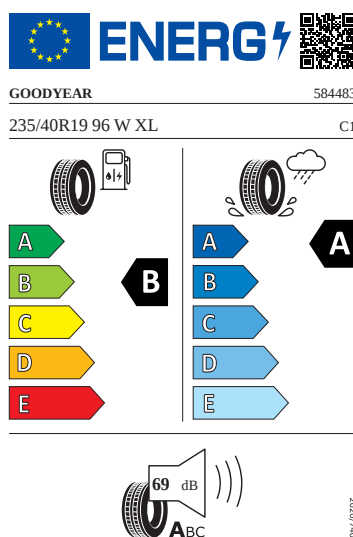 ENERG
GOODYEAR 584483
235/40R19 96 W XL C1
A A A
B B B
C C
D D
E E
69 dB
ABC